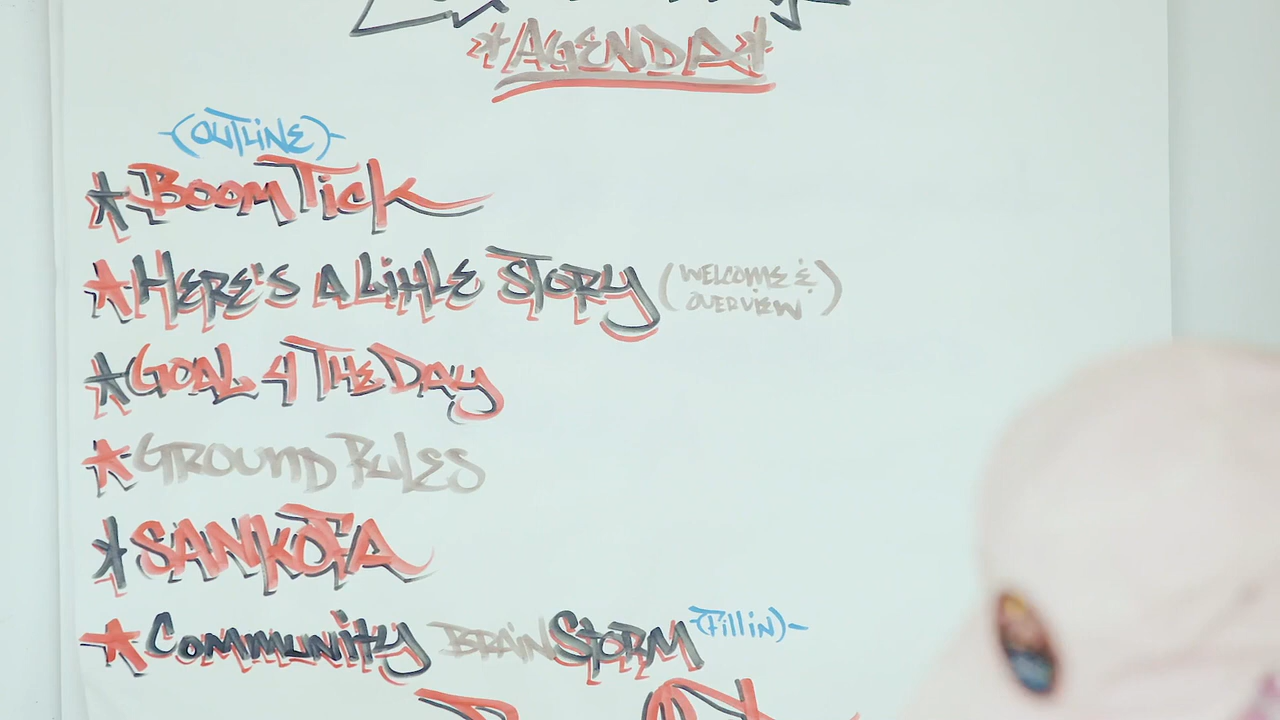 *AGENDA*
-(OUTLINE)-
* BOOM TICK
* HERE'S A LITTLE STORY (WELCOME & OVERVIEW)
* GOAL 4 THE DAY
* GROUND RULES
* SANKOFA
* COMMUNITY BRAINSTORM -(Fill in)-